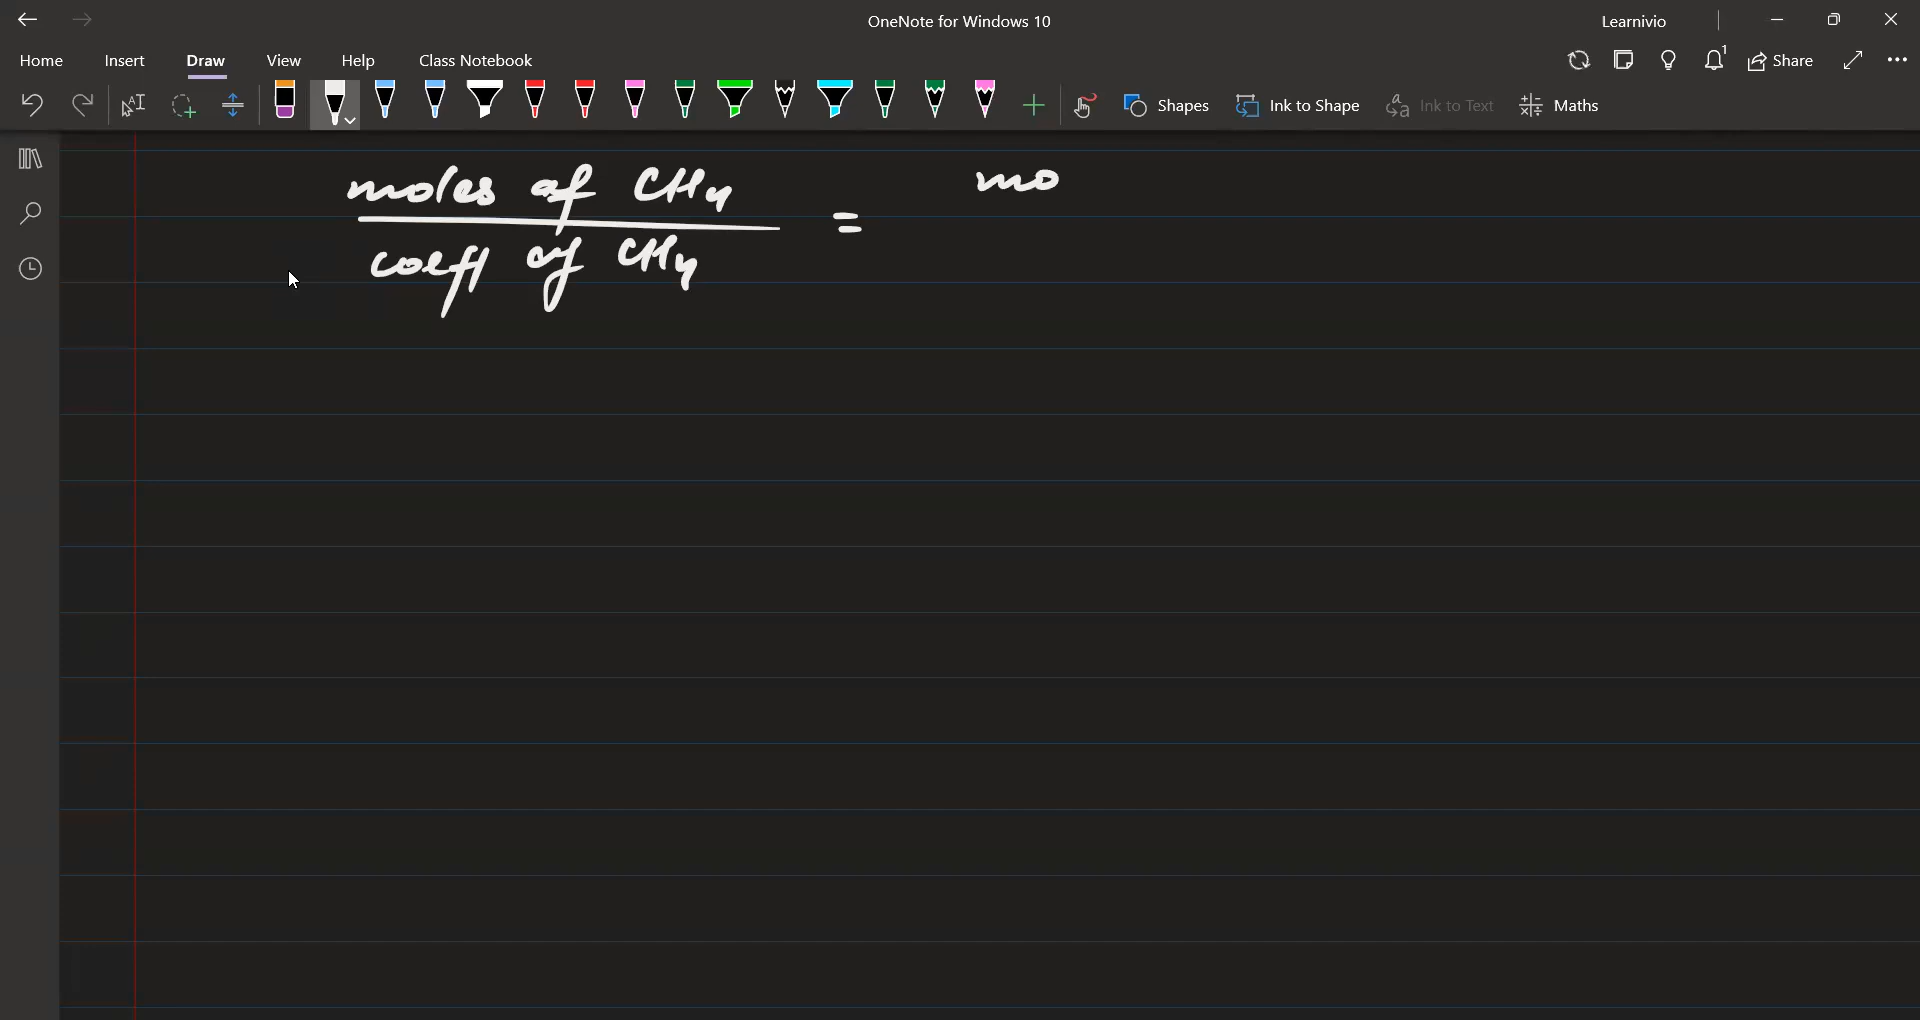 OneNote for Windows 10
Learnivio
Home Insert Draw View Help Class Notebook
1
Share
Shapes Ink to Shape Ink to Text Maths
moles of CH4 = mo
coeff of CH4